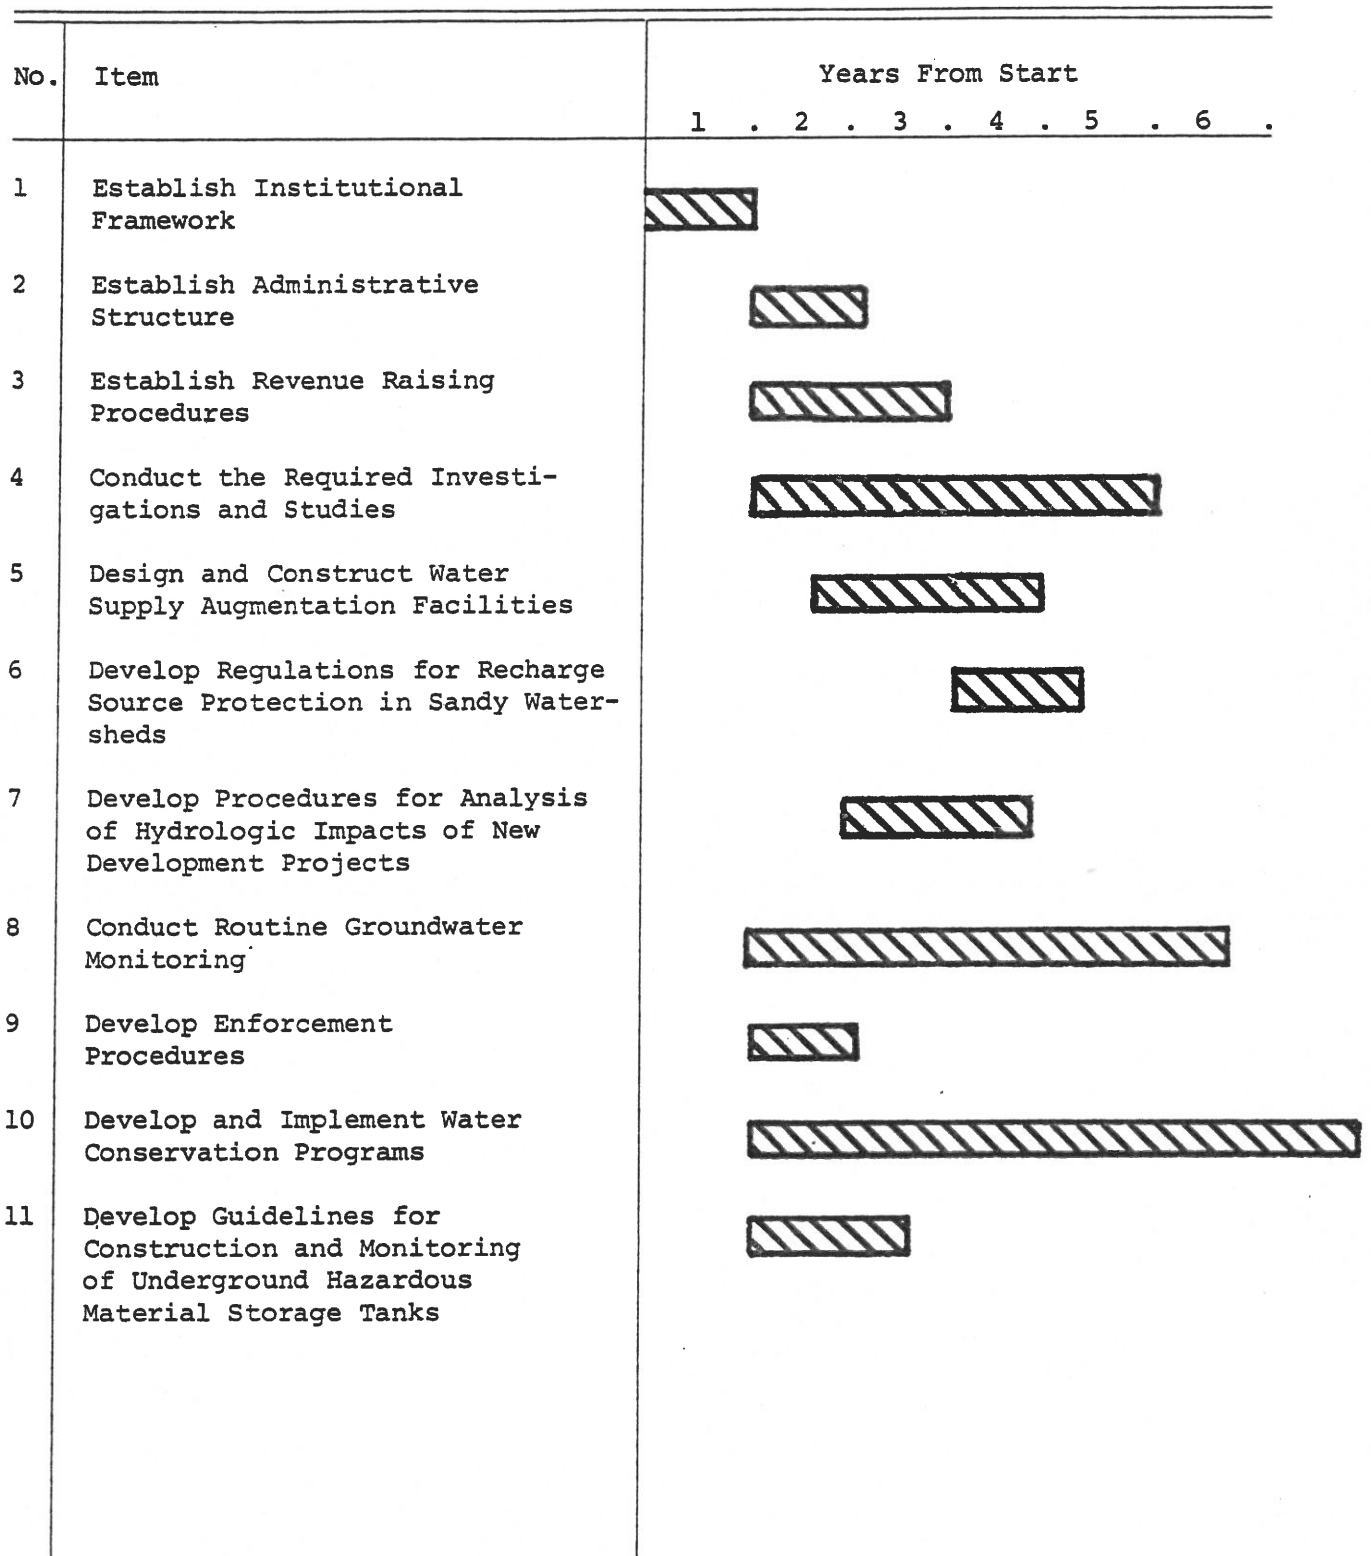 Years From Start
No. Item
1 . 2 . 3 . 4 . 5 . 6 .
1 Establish Institutional
Framework
2 Establish Administrative
Structure
3 Establish Revenue Raising
Procedures
4 Conduct the Required Investi-
gations and Studies
5 Design and Construct Water
Supply Augmentation Facilities
6 Develop Regulations for Recharge
Source Protection in Sandy Water-
sheds
7 Develop Procedures for Analysis
of Hydrologic Impacts of New
Development Projects
8 Conduct Routine Groundwater
Monitoring
9 Develop Enforcement
Procedures
10 Develop and Implement Water
Conservation Programs
11 Develop Guidelines for
Construction and Monitoring
of Underground Hazardous
Material Storage Tanks